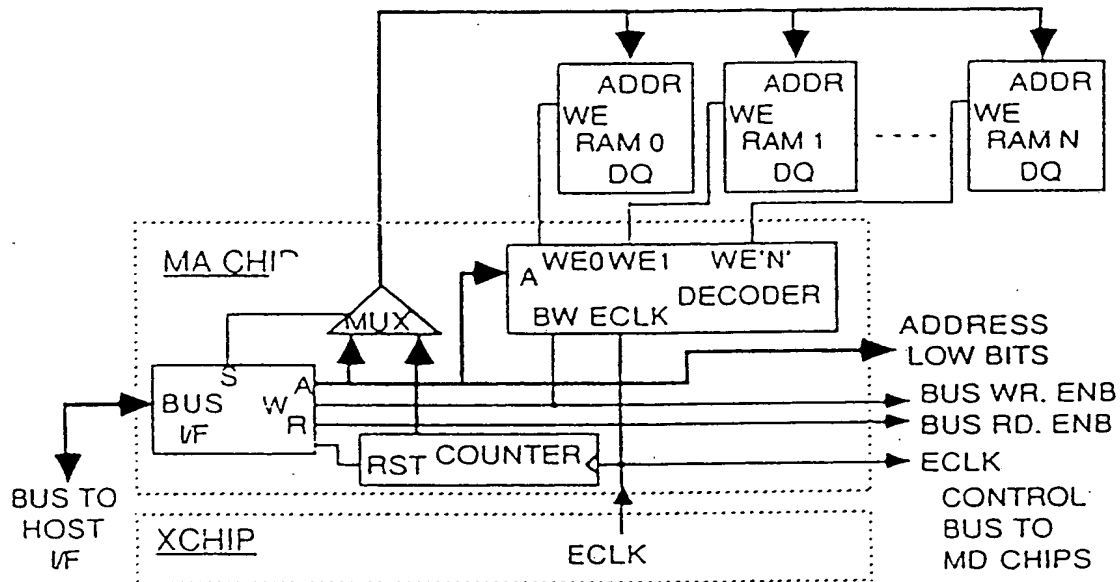 ADDR
WE
RAM 0
DQ
ADDR
WE
RAM 1
DQ
ADDR
WE
RAM N
DQ
MA CHIP
A WE0 WE1 WE'N'
DECODER
BW ECLK
MUX
S
BUS
I/F
A
W
R
RST COUNTER
ADDRESS
LOW BITS
BUS WR. ENB
BUS RD. ENB
ECLK
CONTROL
BUS TO
MD CHIPS
BUS TO
HOST
I/F
XCHIP
ECLK